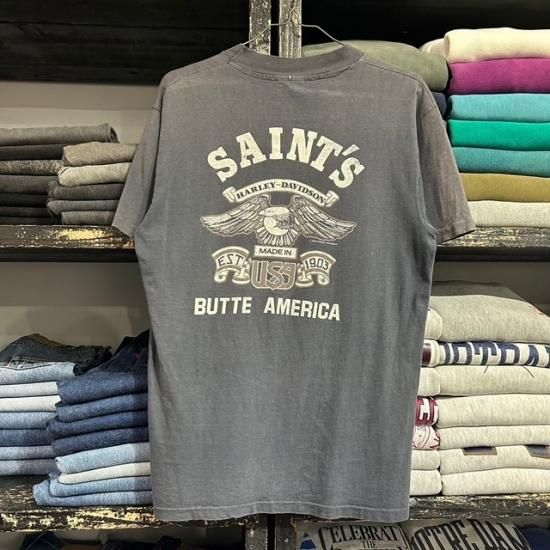 SAINT'S
HARLEY-DAVIDSON
MADE IN
EST. 1903
USA
BUTTE AMERICA
CELEBRAT
NOTRE DAM